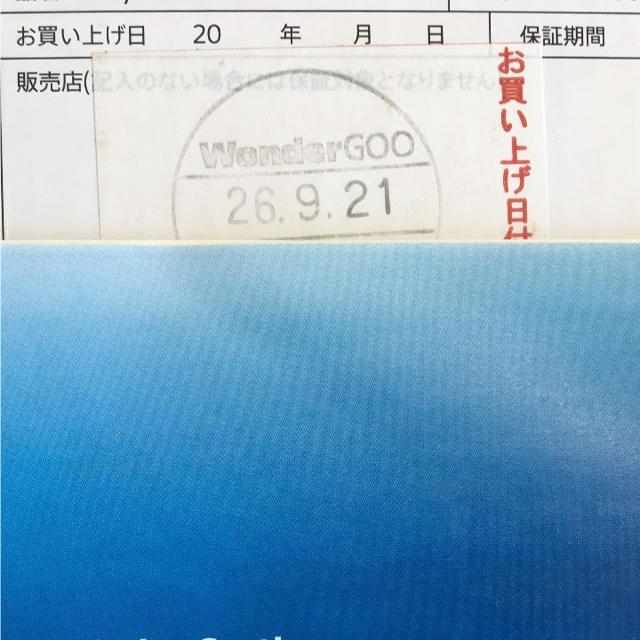 お買い上げ日 20 年 月 日 保証期間
販売店(記入のない場合には保証対象となりません
お買い上げ日付
WonderGOO
26.9.21